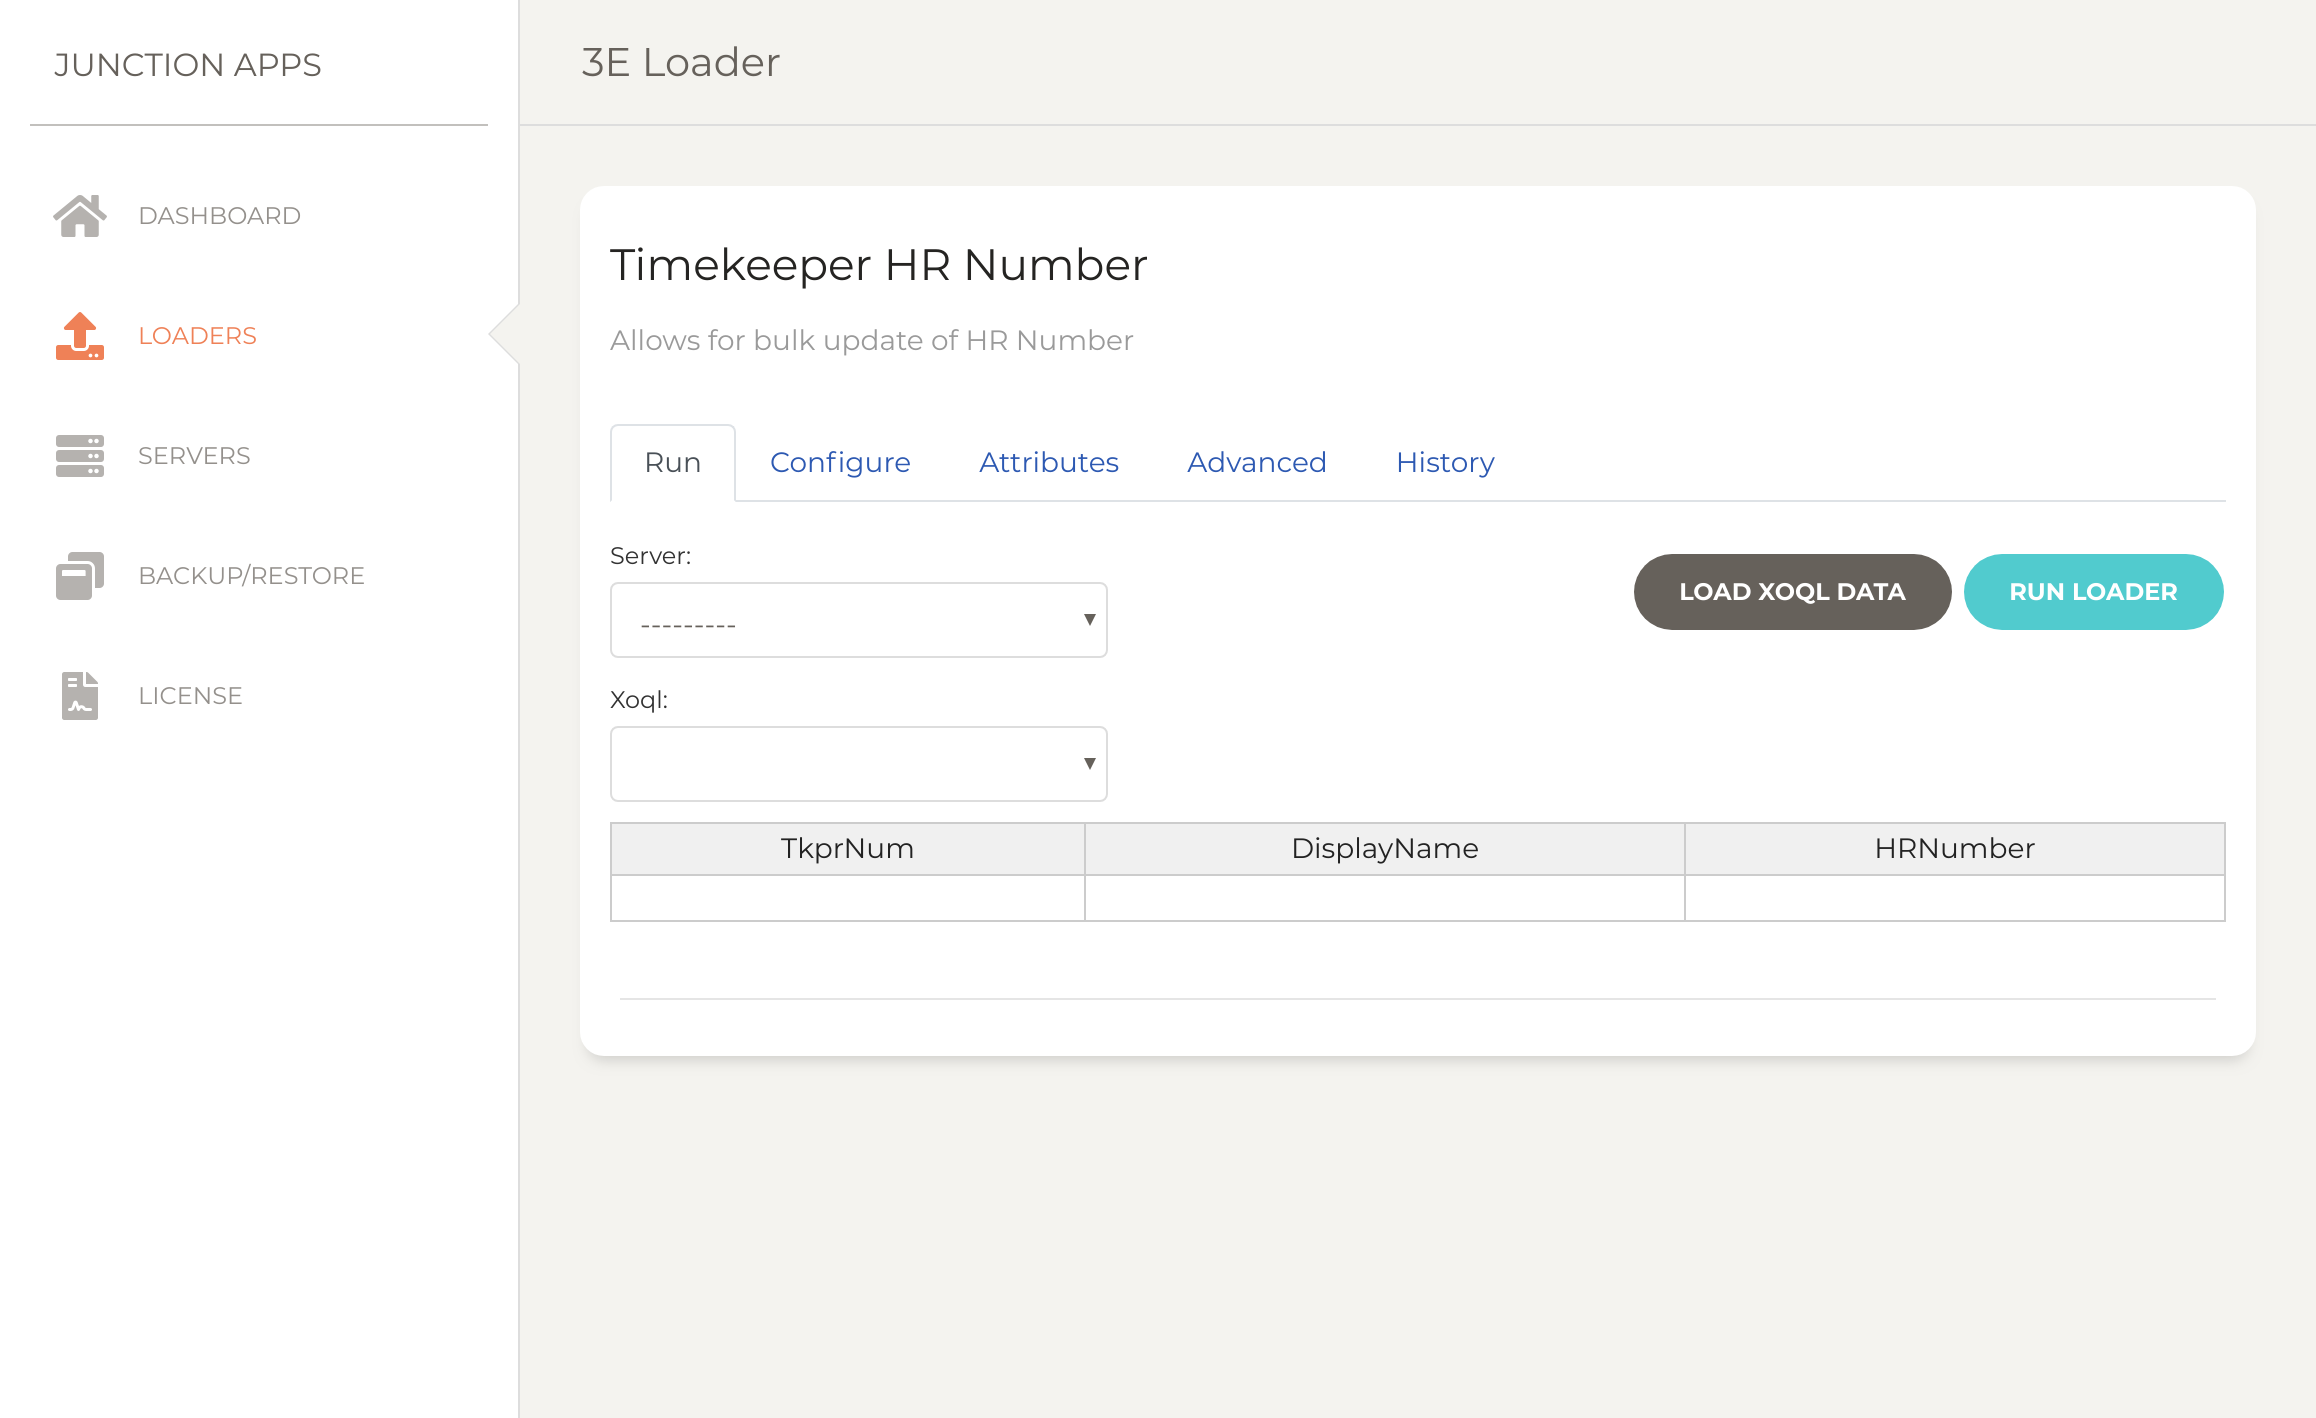 JUNCTION APPS
DASHBOARD
LOADERS
SERVERS
BACKUP/RESTORE
LICENSE
3E Loader
Timekeeper HR Number
Allows for bulk update of HR Number
Run Configure Attributes Advanced History
Server:
---------
LOAD XOQL DATA RUN LOADER
Xoql:
TkprNum DisplayName HRNumber